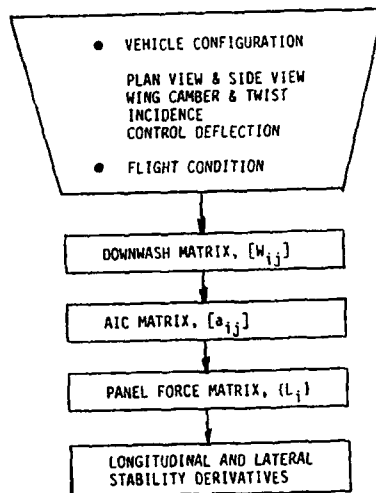 ● VEHICLE CONFIGURATION
PLAN VIEW & SIDE VIEW
WING CAMBER & TWIST
INCIDENCE
CONTROL DEFLECTION
● FLIGHT CONDITION
DOWNWASH MATRIX, [Wij]
AIC MATRIX, [aij]
PANEL FORCE MATRIX, {Li}
LONGITUDINAL AND LATERAL
STABILITY DERIVATIVES